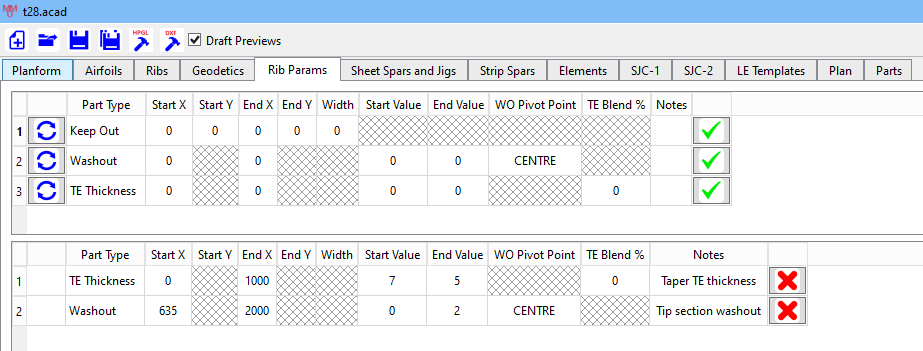 t28.acad
HPGL DXF Draft Previews
Planform Airfoils Ribs Geodetics Rib Params Sheet Spars and Jigs Strip Spars Elements SJC-1 SJC-2 LE Templates Plan Parts
Part Type Start X Start Y End X End Y Width Start Value End Value WO Pivot Point TE Blend % Notes
1 Keep Out 0 0 0 0 0
2 Washout 0 0 0 0 CENTRE
3 TE Thickness 0 0 0 0 0
Part Type Start X Start Y End X End Y Width Start Value End Value WO Pivot Point TE Blend % Notes
1 TE Thickness 0 1000 7 5 0 Taper TE thickness
2 Washout 635 2000 0 2 CENTRE Tip section washout